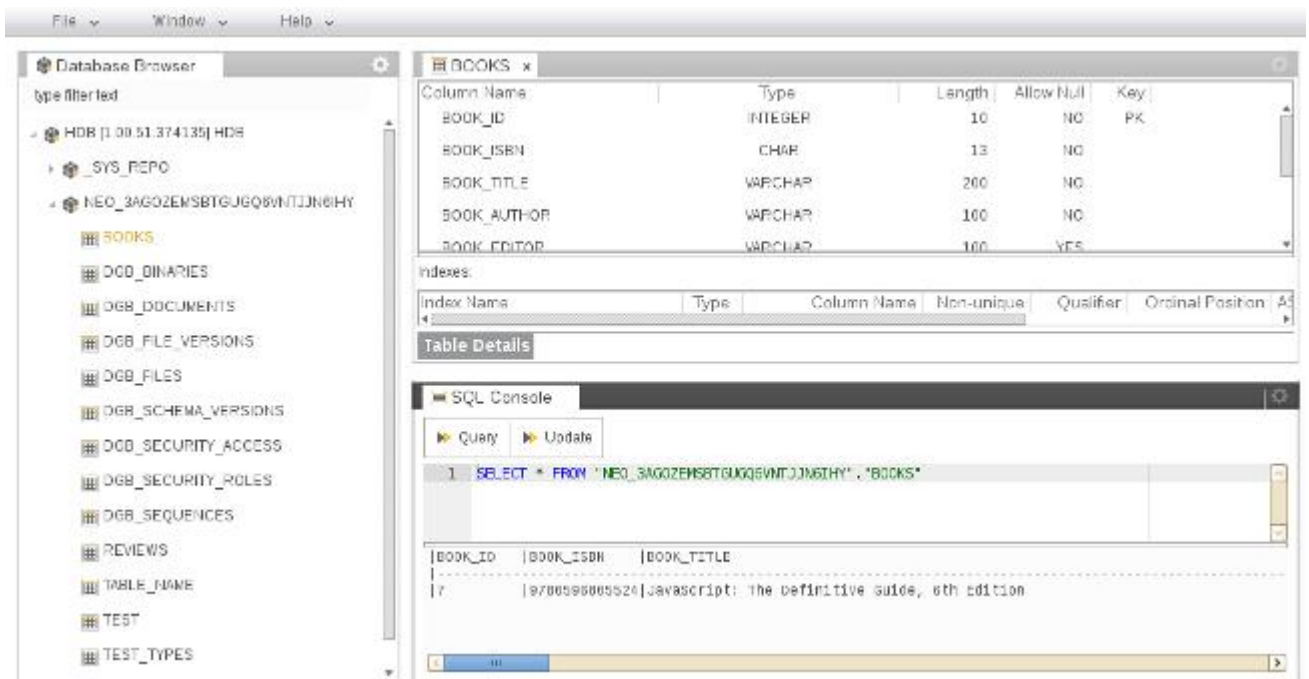 File Window Help
Database Browser
type filter text
HDB [1.00.51.374135] HDB
_SYS_REPO
NEO_3AGOZEMSBTGUGQ6VNTJJN6IHY
BOOKS
DGB_BINARIES
DGB_DOCUMENTS
DGB_FILE_VERSIONS
DGB_FILES
DGB_SCHEMA_VERSIONS
DGB_SECURITY_ACCESS
DGB_SECURITY_ROLES
DGB_SEQUENCES
REVIEWS
TABLE_NAME
TEST
TEST_TYPES
BOOKS x
Column Name Type Length Allow Null Key
BOOK_ID INTEGER 10 NO PK
BOOK_ISBN CHAR 13 NO
BOOK_TITLE VARCHAR 200 NO
BOOK_AUTHOR VARCHAR 100 NO
BOOK_EDITOR VARCHAR 100 YES
Indexes:
Index Name Type Column Name Non-unique Qualifier Ordinal Position
Table Details
SQL Console
Query Update
1 SELECT * FROM "NEO_3AGOZEMSBTGUGQ6VNTJJN6IHY"."BOOKS"
|BOOK_ID |BOOK_ISBN |BOOK_TITLE
|7 |9780596805524|JavaScript: The Definitive Guide, 6th Edition